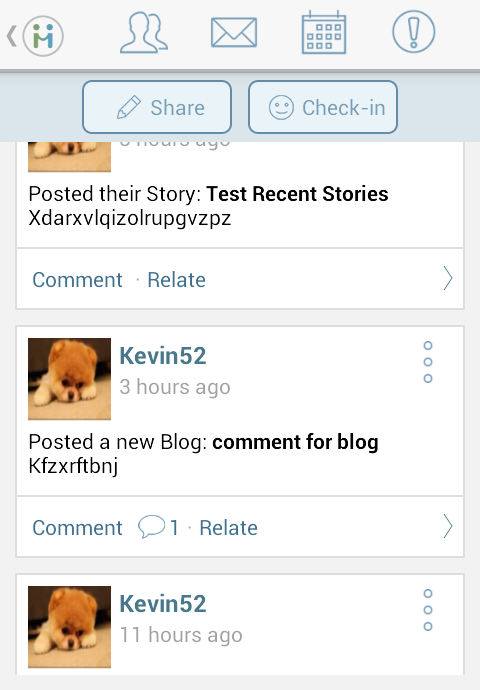 Share
Check-in
3 hours ago
Posted their Story: Test Recent Stories
Xdarxvlqizolrupgvzpz
Comment · Relate
Kevin52
3 hours ago
Posted a new Blog: comment for blog
Kfzxrftbnj
Comment 1 · Relate
Kevin52
11 hours ago